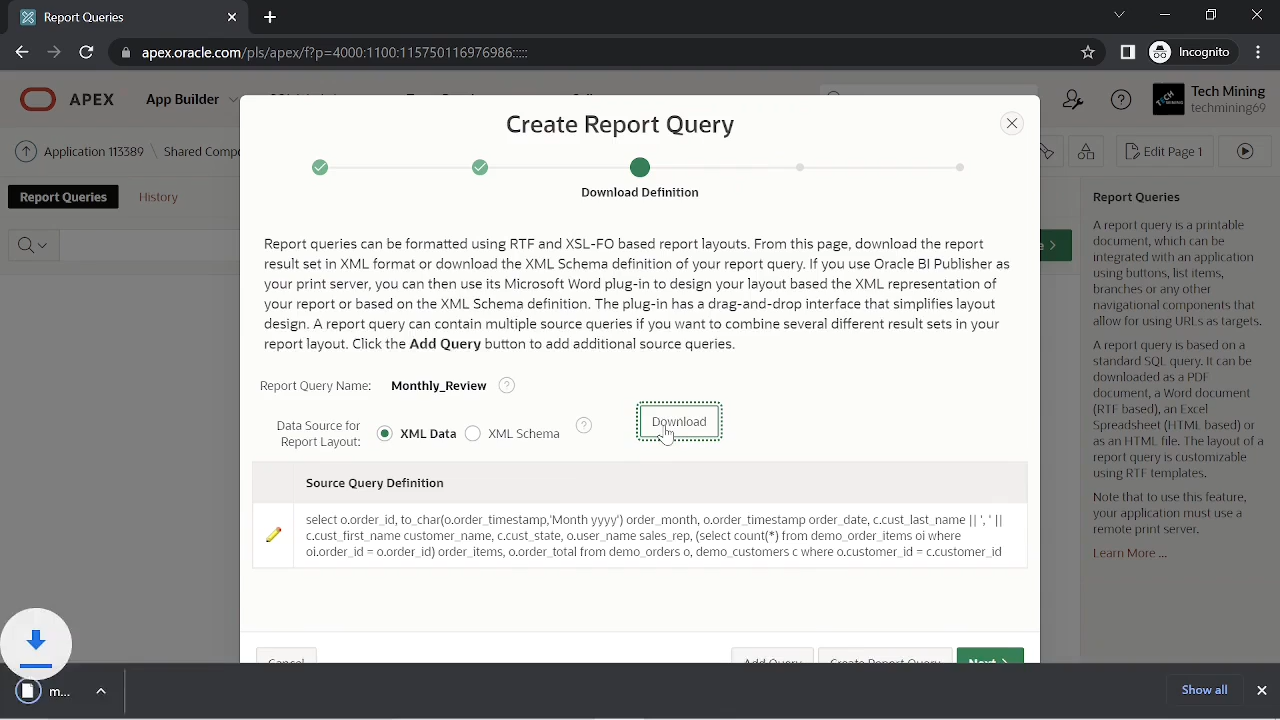 Report Queries
apex.oracle.com/pls/apex/f?p=4000:1100:115750116976986:::::
Incognito
APEX
App Builder
Tech Mining
techmining69
Application 113389 \ Shared Compo
Edit Page 1
Report Queries
History
Create Report Query
Download Definition
Report queries can be formatted using RTF and XSL-FO based report layouts. From this page, download the report
result set in XML format or download the XML Schema definition of your report query. If you use Oracle BI Publisher as
your print server, you can then use its Microsoft Word plug-in to design your layout based the XML representation of
your report or based on the XML Schema definition. The plug-in has a drag-and-drop interface that simplifies layout
design. A report query can contain multiple source queries if you want to combine several different result sets in your
report layout. Click the Add Query button to add additional source queries.
Report Query Name: Monthly_Review
Data Source for
Report Layout:
XML Data
XML Schema
Download
Source Query Definition
select o.order_id, to_char(o.order_timestamp,'Month yyyy') order_month, o.order_timestamp order_date, c.cust_last_name || ', ' ||
c.cust_first_name customer_name, c.cust_state, o.user_name sales_rep, (select count(*) from demo_order_items oi where
oi.order_id = o.order_id) order_items, o.order_total from demo_orders o, demo_customers c where o.customer_id = c.customer_id
Cancel
Add Query
Create Report Query
Next
Report Queries
A report query is a printable
document, which can be
integrated with an application
using buttons, list items,
branches or any other
navigational components that
allow for using URLs as targets.
A report query is based on a
standard SQL query. It can be
downloaded as a PDF
document, a Word document
(RTF based), an Excel
Spreadsheet (HTML based) or
as an HTML file. The layout of a
report query is customizable
using RTF templates.
Note that to use this feature,
your application must use a
remote print server.
Learn More ...
m...
Show all